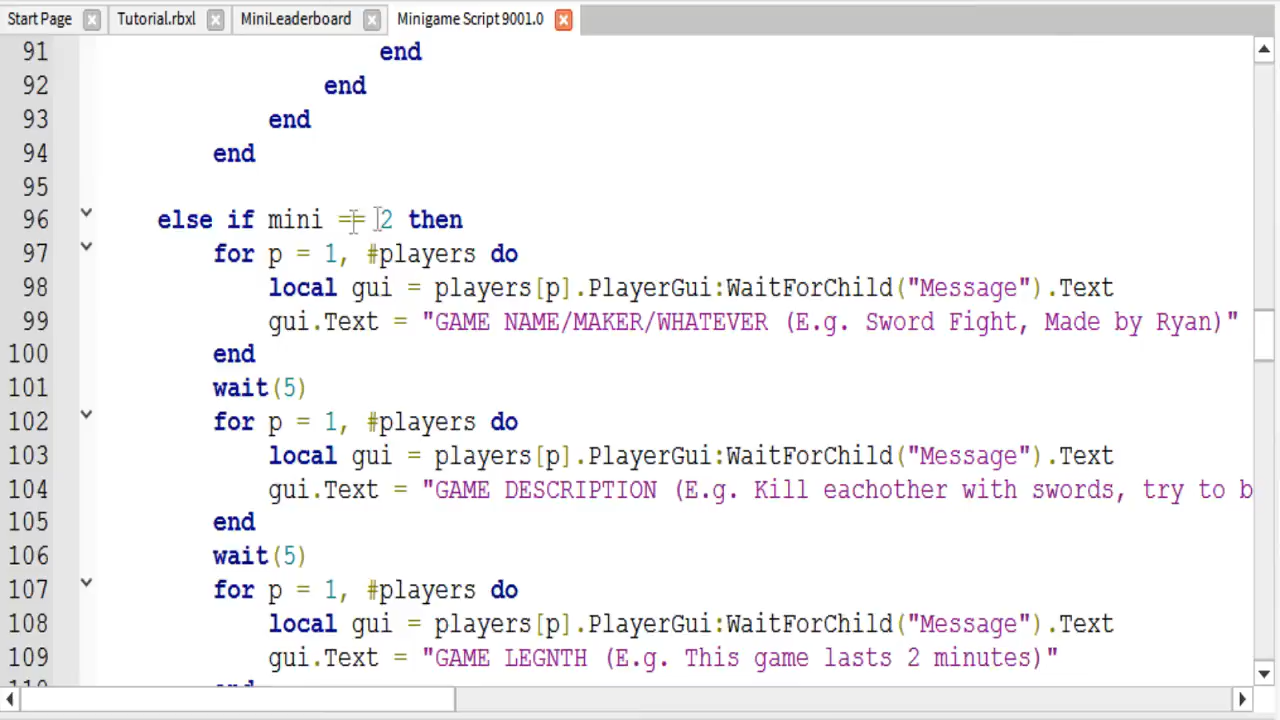 Start Page Tutorial.rbxl MiniLeaderboard Minigame Script 9001.0
91 end
92 end
93 end
94 end
95
96 else if mini == 2 then
97 for p = 1, #players do
98 local gui = players[p].PlayerGui:WaitForChild("Message").Text
99 gui.Text = "GAME NAME/MAKER/WHATEVER (E.g. Sword Fight, Made by Ryan)"
100 end
101 wait(5)
102 for p = 1, #players do
103 local gui = players[p].PlayerGui:WaitForChild("Message").Text
104 gui.Text = "GAME DESCRIPTION (E.g. Kill eachother with swords, try to b
105 end
106 wait(5)
107 for p = 1, #players do
108 local gui = players[p].PlayerGui:WaitForChild("Message").Text
109 gui.Text = "GAME LEGNTH (E.g. This game lasts 2 minutes)"